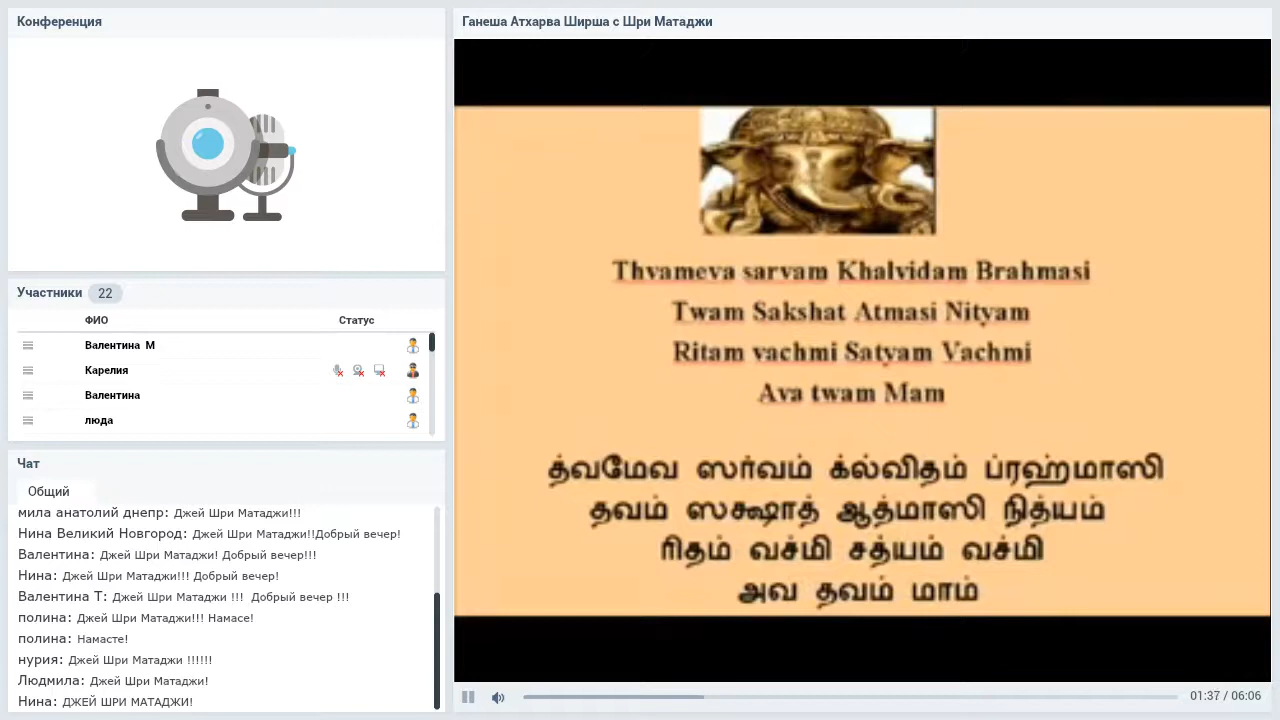 Конференция
Участники 22
ФИО Статус
Валентина М
Карелия
Валентина
люда
Чат
Общий
мила анатолий днепр: Джей Шри Матаджи!!!
Нина Великий Новгород: Джей Шри Матаджи!!Добрый вечер!
Валентина: Джей Шри Матаджи! Добрый вечер!!!
Нина: Джей Шри Матаджи!!! Добрый вечер!
Валентина Т: Джей Шри Матаджи !!! Добрый вечер !!!
полина: Джей Шри Матаджи!!! Намасе!
полина: Намасте!
нурия: Джей Шри Матаджи !!!!!!
Людмила: Джей Шри Матаджи!
Нина: ДЖЕЙ ШРИ МАТАДЖИ!
Ганеша Атхарва Ширша с Шри Матаджи
Thvameva sarvam Khalvidam Brahmasi
Twam Sakshat Atmasi Nityam
Ritam vachmi Satyam Vachmi
Ava twam Mam
த்வமேவ ஸர்வம் க்ல்விதம் ப்ரஹ்மாஸி
தவம் ஸக்ஷாத் ஆத்மாஸி நித்யம்
ரிதம் வச்மி சத்யம் வச்மி
அவ தவம் மாம்
01:37 / 06:06